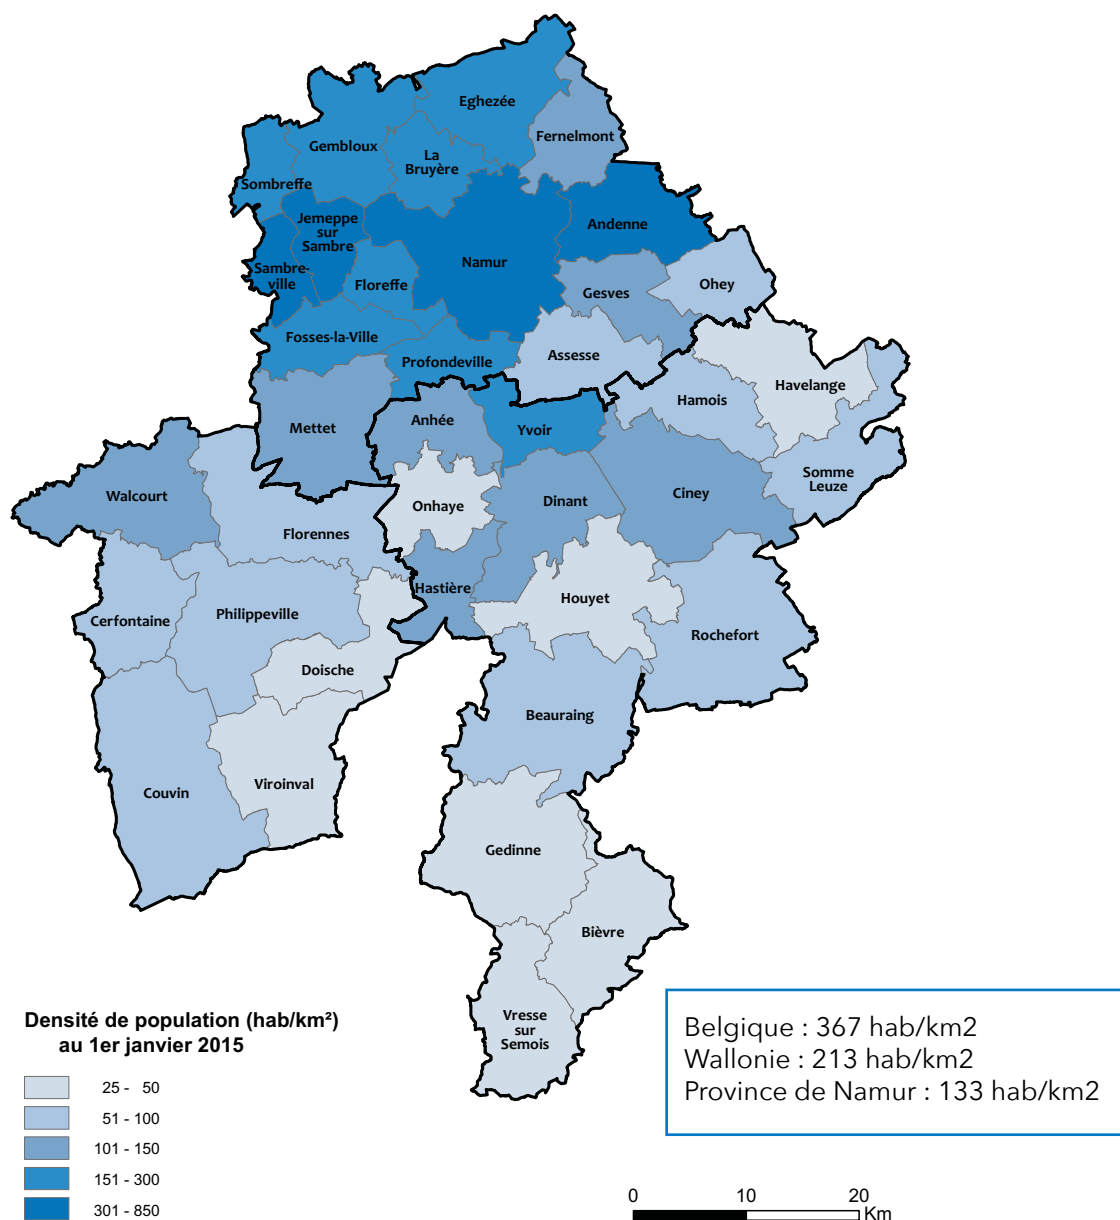 Eghezée
Fernelmont
Gembloux
La
Bruyère
Sombreffe
Jemeppe
sur
Sambre
Andenne
Sambre-
ville
Namur
Floreffe
Gesves
Ohey
Fosses-la-Ville
Profondeville
Assesse
Havelange
Hamois
Mettet
Anhée
Yvoir
Somme
Leuze
Walcourt
Onhaye
Dinant
Ciney
Florennes
Hastière
Houyet
Cerfontaine
Philippeville
Rochefort
Doische
Beauraing
Viroinval
Couvin
Gedinne
Bièvre
Vresse
sur
Semois
Densité de population (hab/km²)
au 1er janvier 2015
25 - 50
51 - 100
101 - 150
151 - 300
301 - 850
Belgique : 367 hab/km2
Wallonie : 213 hab/km2
Province de Namur : 133 hab/km2
0 10 20
Km